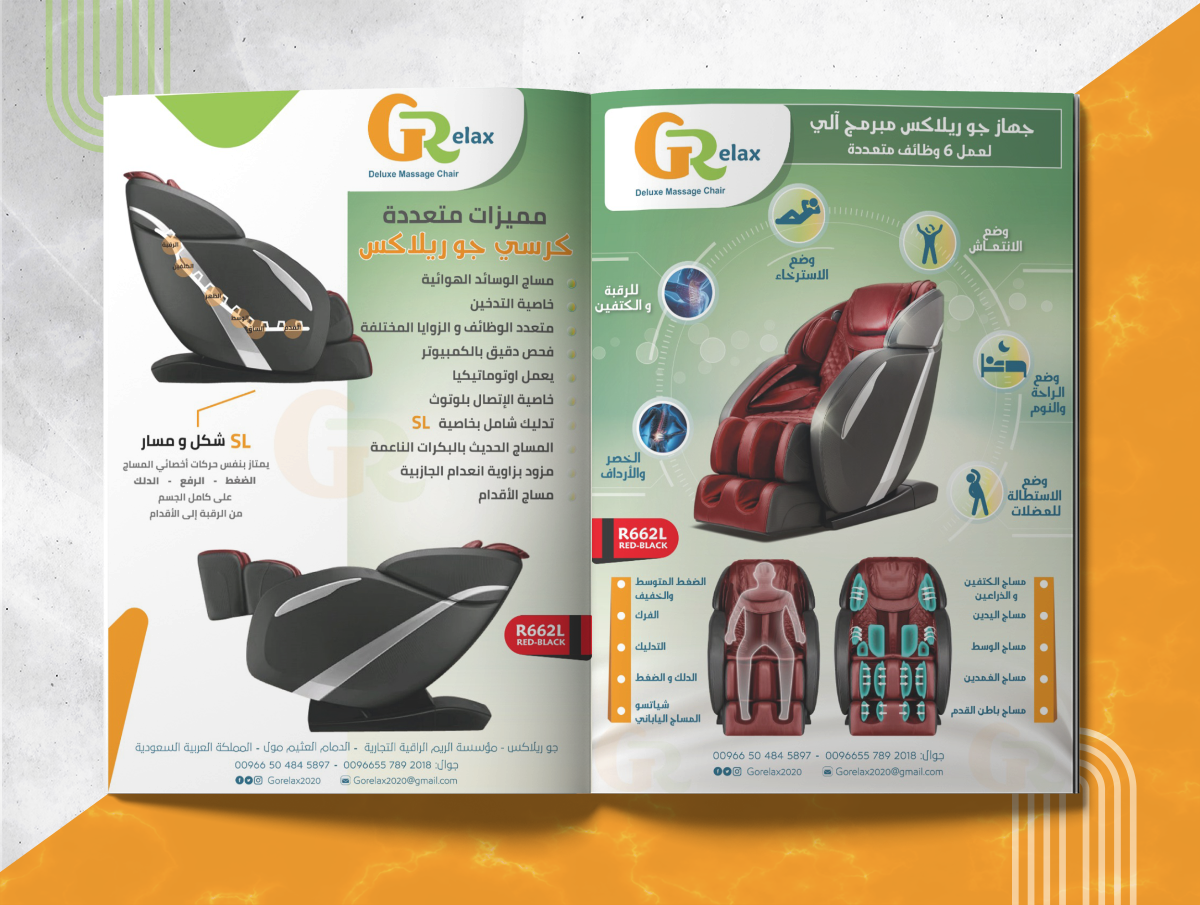 GRelax
Deluxe Massage Chair
مميزات متعددة
كرسي جو ريلاكس
مساج الوسائد الهوائية
خاصية التدخين
متعدد الوظائف و الزوايا المختلفة
فحص دقيق بالكمبيوتر
يعمل اوتوماتيكيا
خاصية الإتصال بلوتوث
تدليك شامل بخاصية SL
المساج الحديث بالبكرات الناعمة
مزود بزاوية انعدام الجازبية
مساج الأقدام
الرقبة
الكتفين
الظهر
SL شكل و مسار
يمتاز بنفس حركات أخصائي المساج
الضغط - الرفع - الدلك
على كامل الجسم
من الرقبة إلى الأقدام
R662L
RED-BLACK
جو ريلاكس - مؤسسة الريم الراقية التجارية - الدمام العثيم مول - المملكة العربية السعودية
جوال: 2018 789 0096655 - 5897 484 50 00966
Gorelax2020 Gorelax2020@gmail.com
GRelax
Deluxe Massage Chair
جهاز جو ريلاكس مبرمج آلي
لعمل 6 وظائف متعددة
وضع
الانتعاش
وضع
الاسترخاء
للرقبة
و الكتفين
وضع
الراحة
والنوم
الخصر
والأرداف
وضع
الاستطالة
للعضلات
R662L
RED-BLACK
مساج الكتفين
و الذراعين
مساج اليدين
مساج الوسط
مساج الفخدين
مساج باطن القدم
الضغط المتوسط
والخفيف
الفرك
التدليك
الدلك و الضغط
شياتسو
المساج الياباني
جوال: 2018 789 0096655 - 5897 484 50 00966
Gorelax2020 Gorelax2020@gmail.com